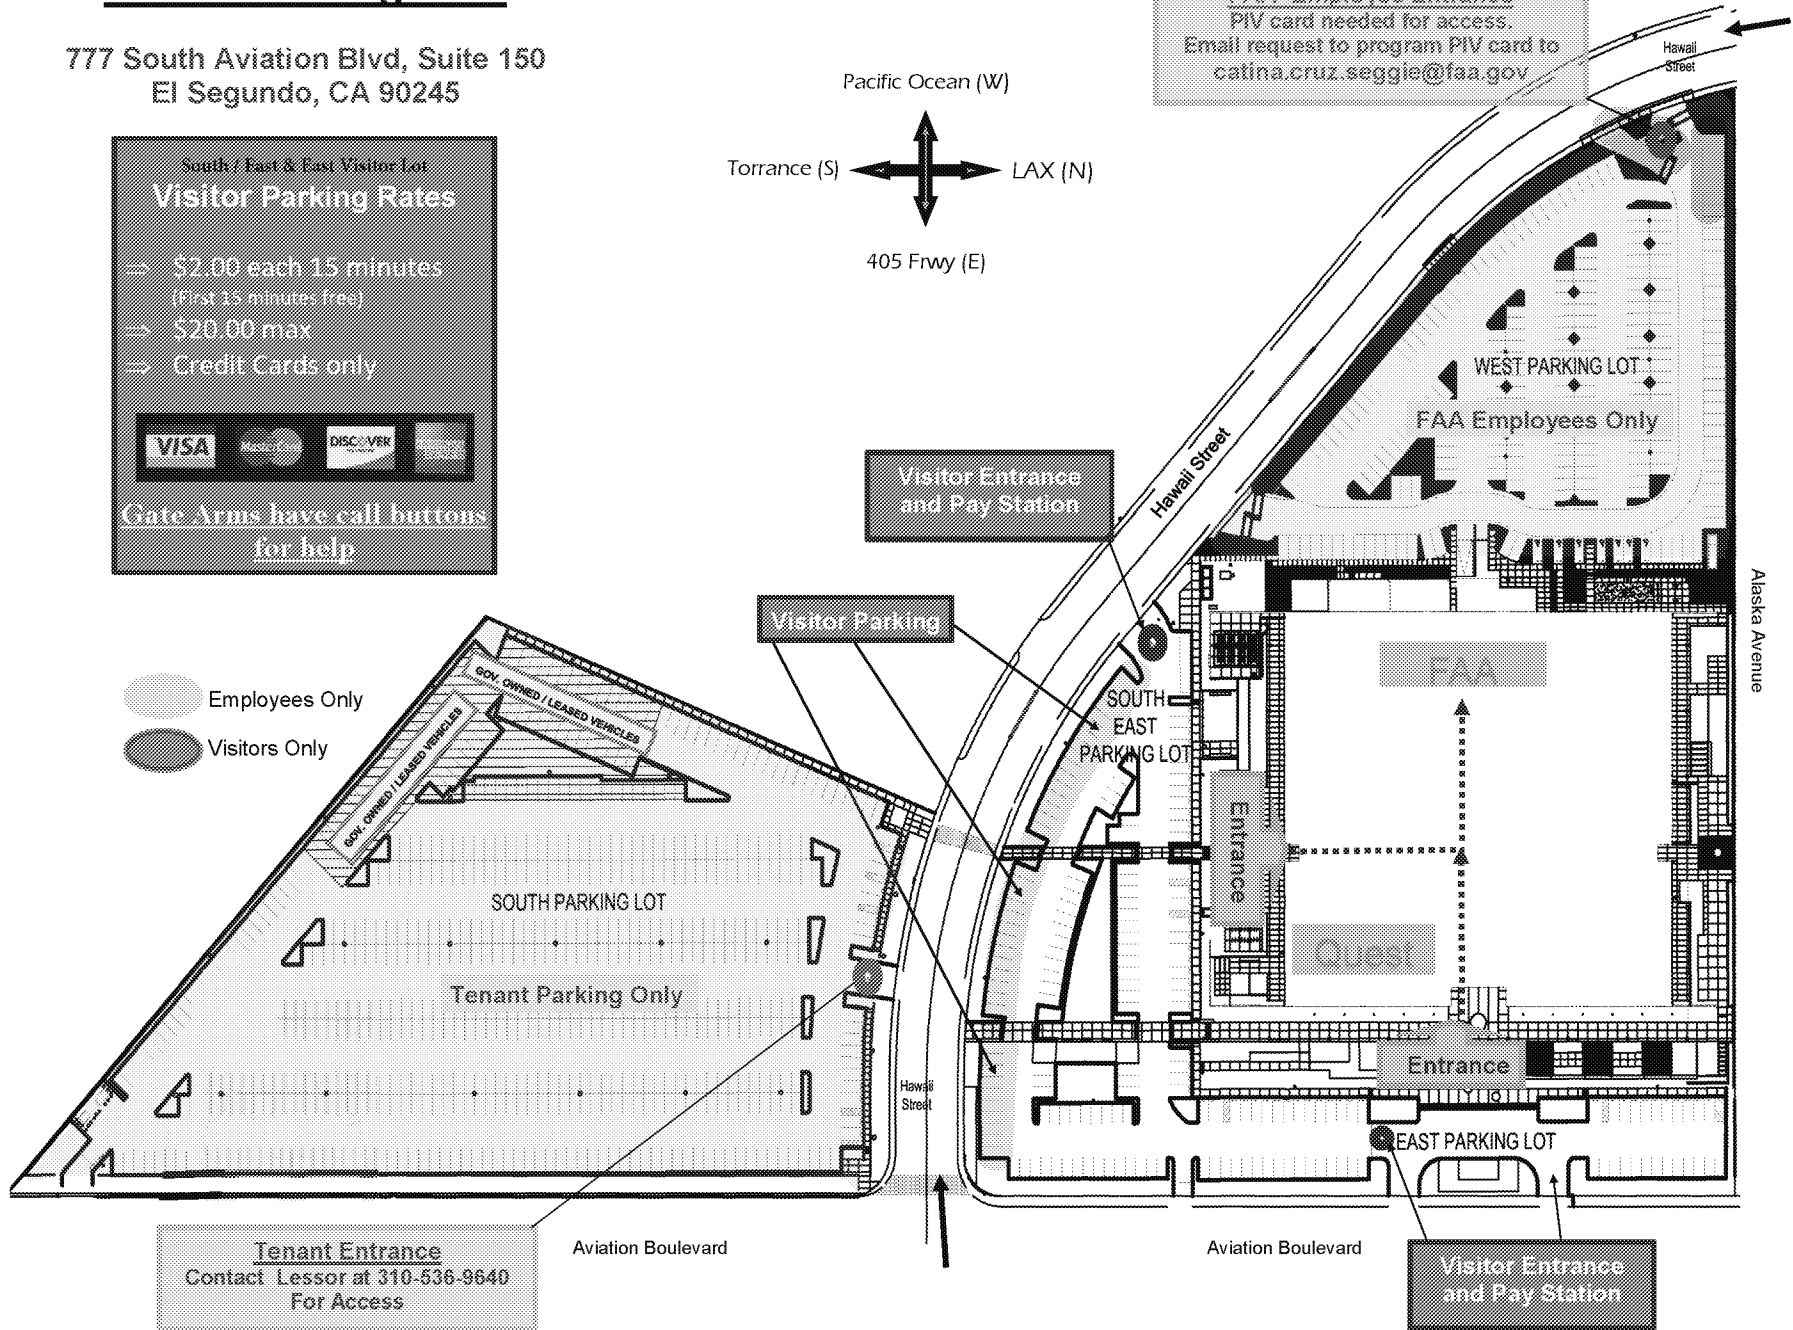 PIV card needed for access.
Email request to program PIV card to
catina.cruz.seggie@faa.gov
Hawaii
Street
777 South Aviation Blvd, Suite 150
El Segundo, CA 90245
Pacific Ocean (W)
Torrance (S)
LAX (N)
405 Frwy (E)
South / East & East Visitor Lot
Visitor Parking Rates
⇒ $2.00 each 15 minutes
(First 15 minutes free)
⇒ $20.00 max
⇒ Credit Cards only
VISA
MasterCard
DISCOVER
Gate Arms have call buttons
for help
WEST PARKING LOT
FAA Employees Only
Hawaii Street
Visitor Entrance
and Pay Station
Visitor Parking
Alaska Avenue
Employees Only
Visitors Only
GOV. OWNED / LEASED VEHICLES
GOV. OWNED / LEASED VEHICLES
SOUTH
EAST
PARKING LOT
FAA
Entrance
Quest
SOUTH PARKING LOT
Tenant Parking Only
Hawaii
Street
Entrance
EAST PARKING LOT
Tenant Entrance
Contact Lessor at 310-536-9640
For Access
Aviation Boulevard
Aviation Boulevard
Visitor Entrance
and Pay Station